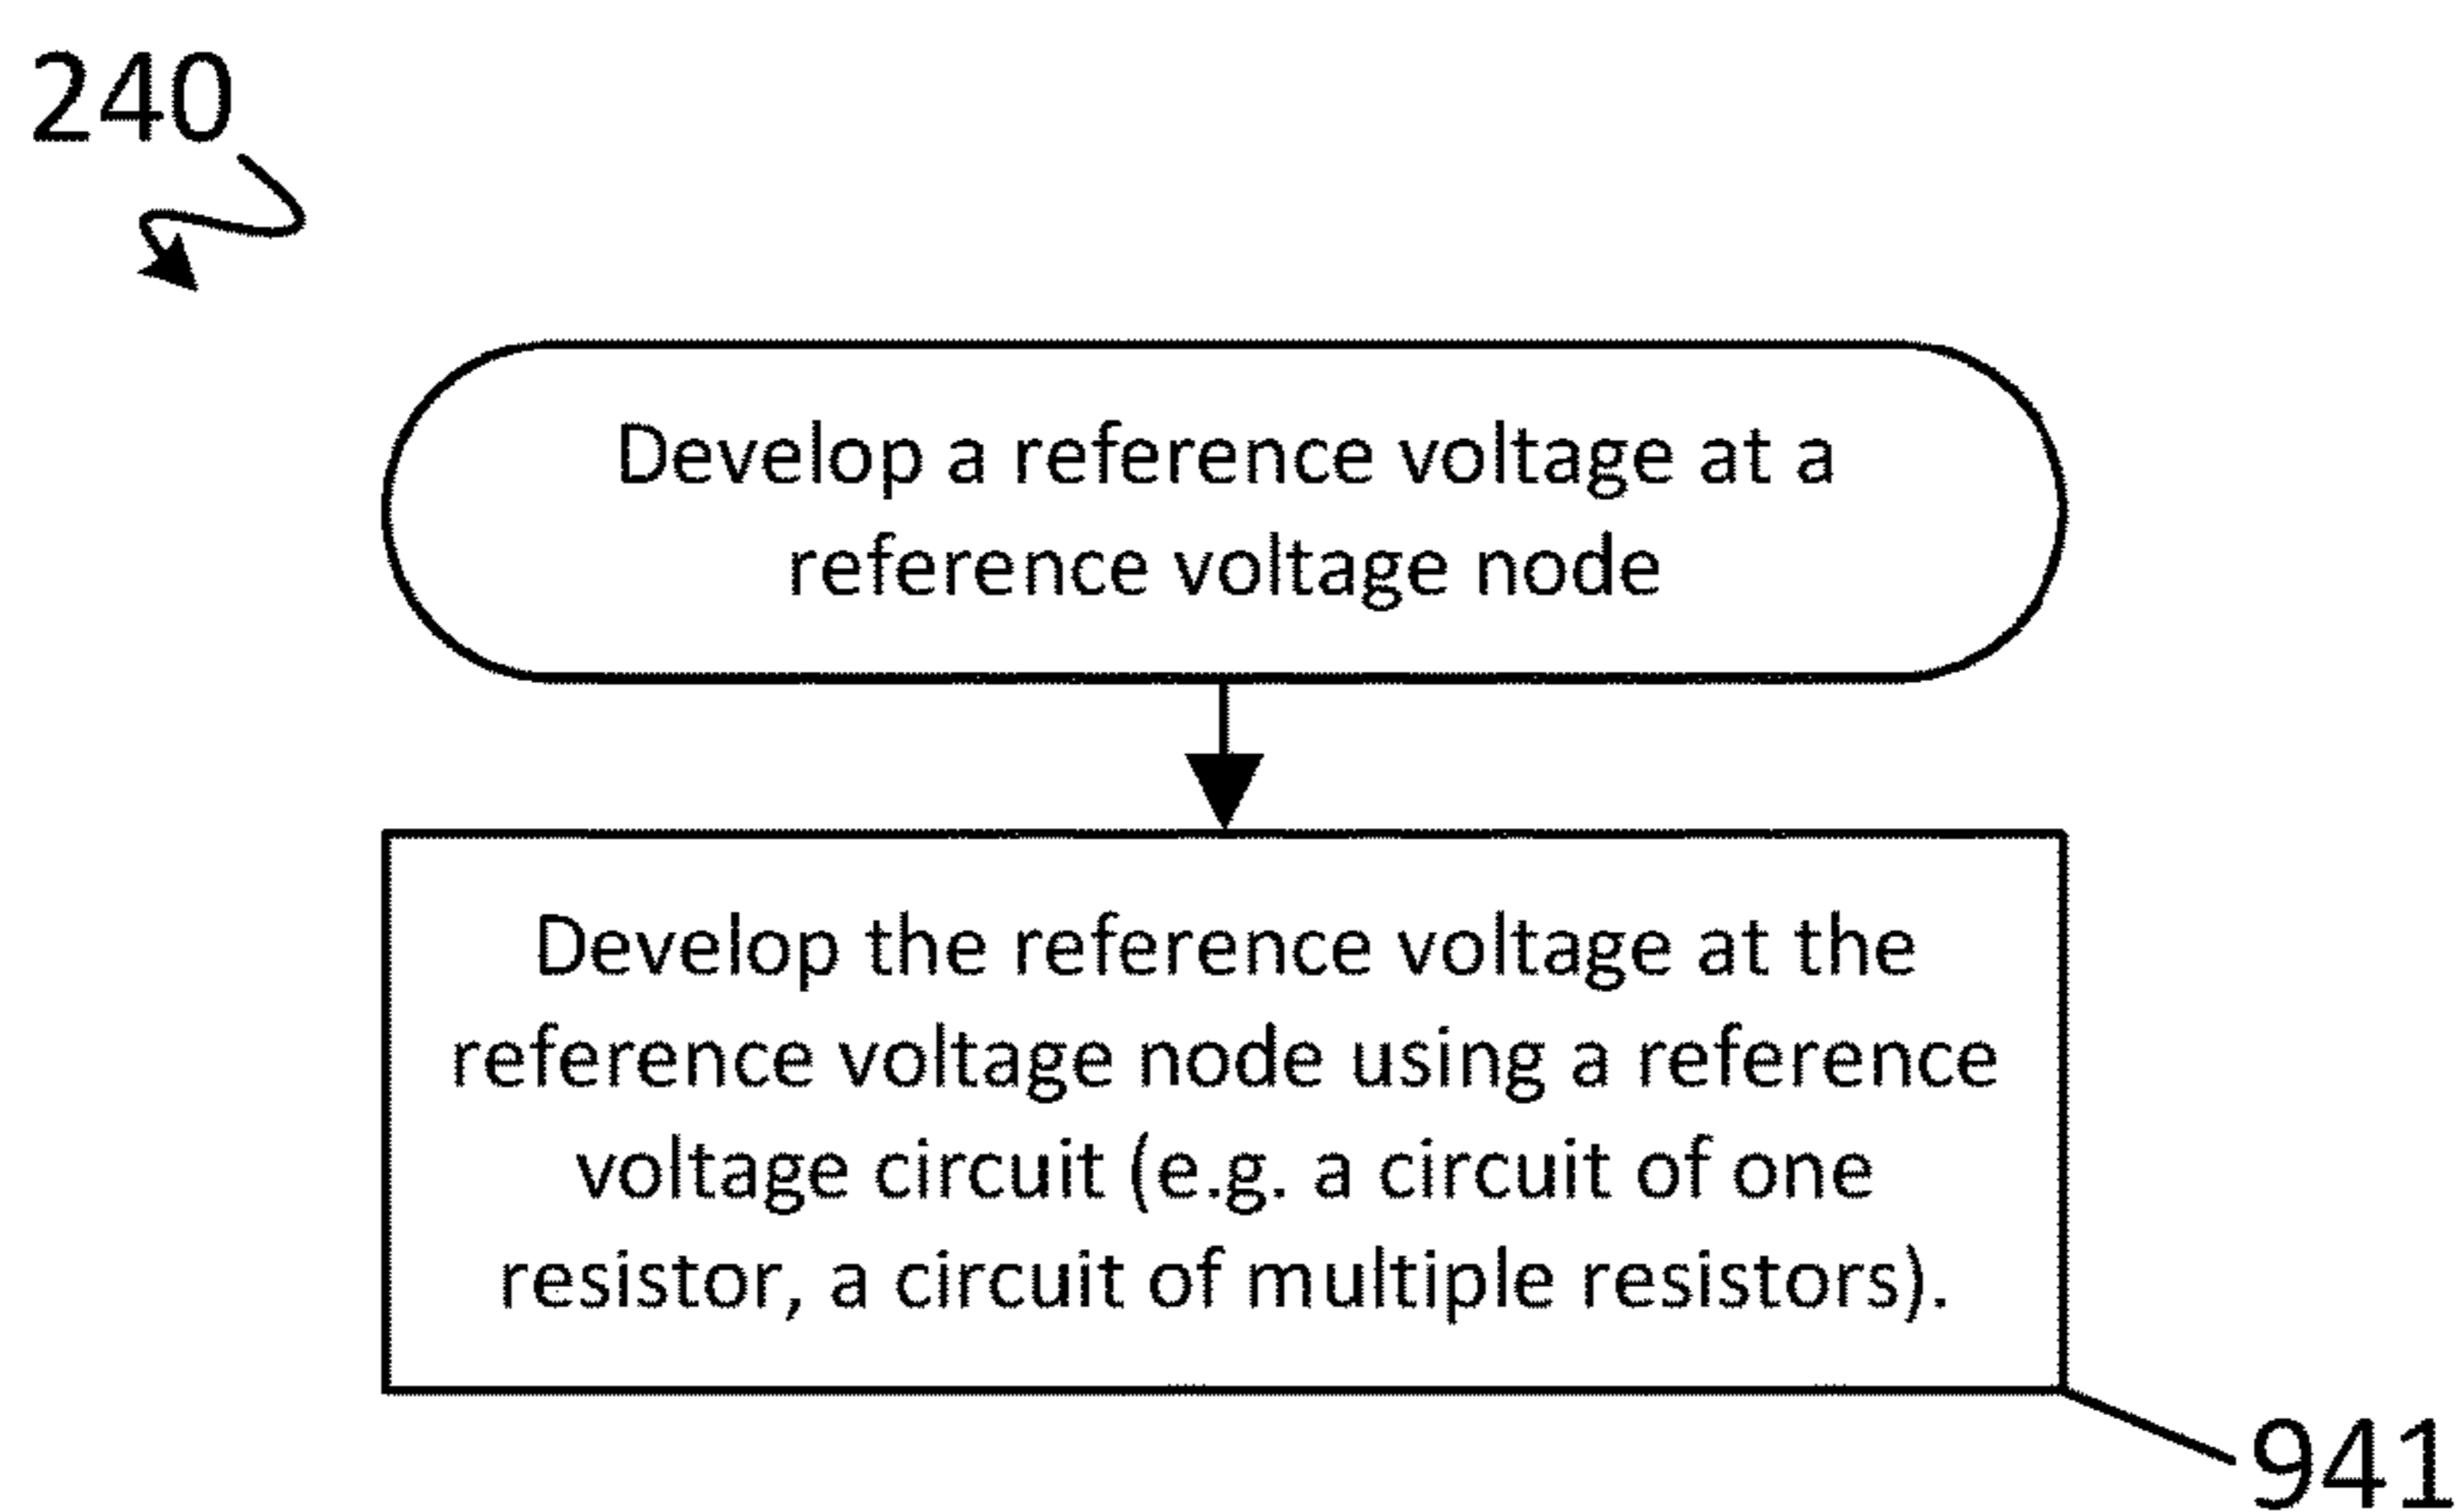 240
Develop a reference voltage at a
reference voltage node
Develop the reference voltage at the
reference voltage node using a reference
voltage circuit (e.g. a circuit of one
resistor, a circuit of multiple resistors).
941